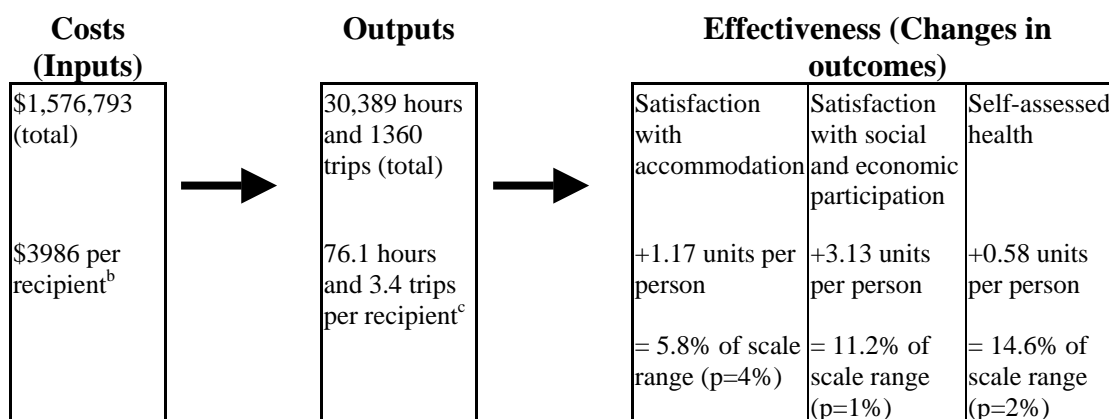 Costs
(Inputs)
Outputs
Effectiveness (Changes in
outcomes)
$1,576,793
(total)
$3986 per
recipientb
30,389 hours
and 1360
trips (total)
76.1 hours
and 3.4 trips
per recipientc
Satisfaction
with
accommodation
+1.17 units per
person
= 5.8% of scale
range (p=4%)
Satisfaction
with social
and economic
participation
+3.13 units
per person
= 11.2% of
scale range
(p=1%)
Self-assessed
health
+0.58 units
per person
= 14.6% of
scale range
(p=2%)